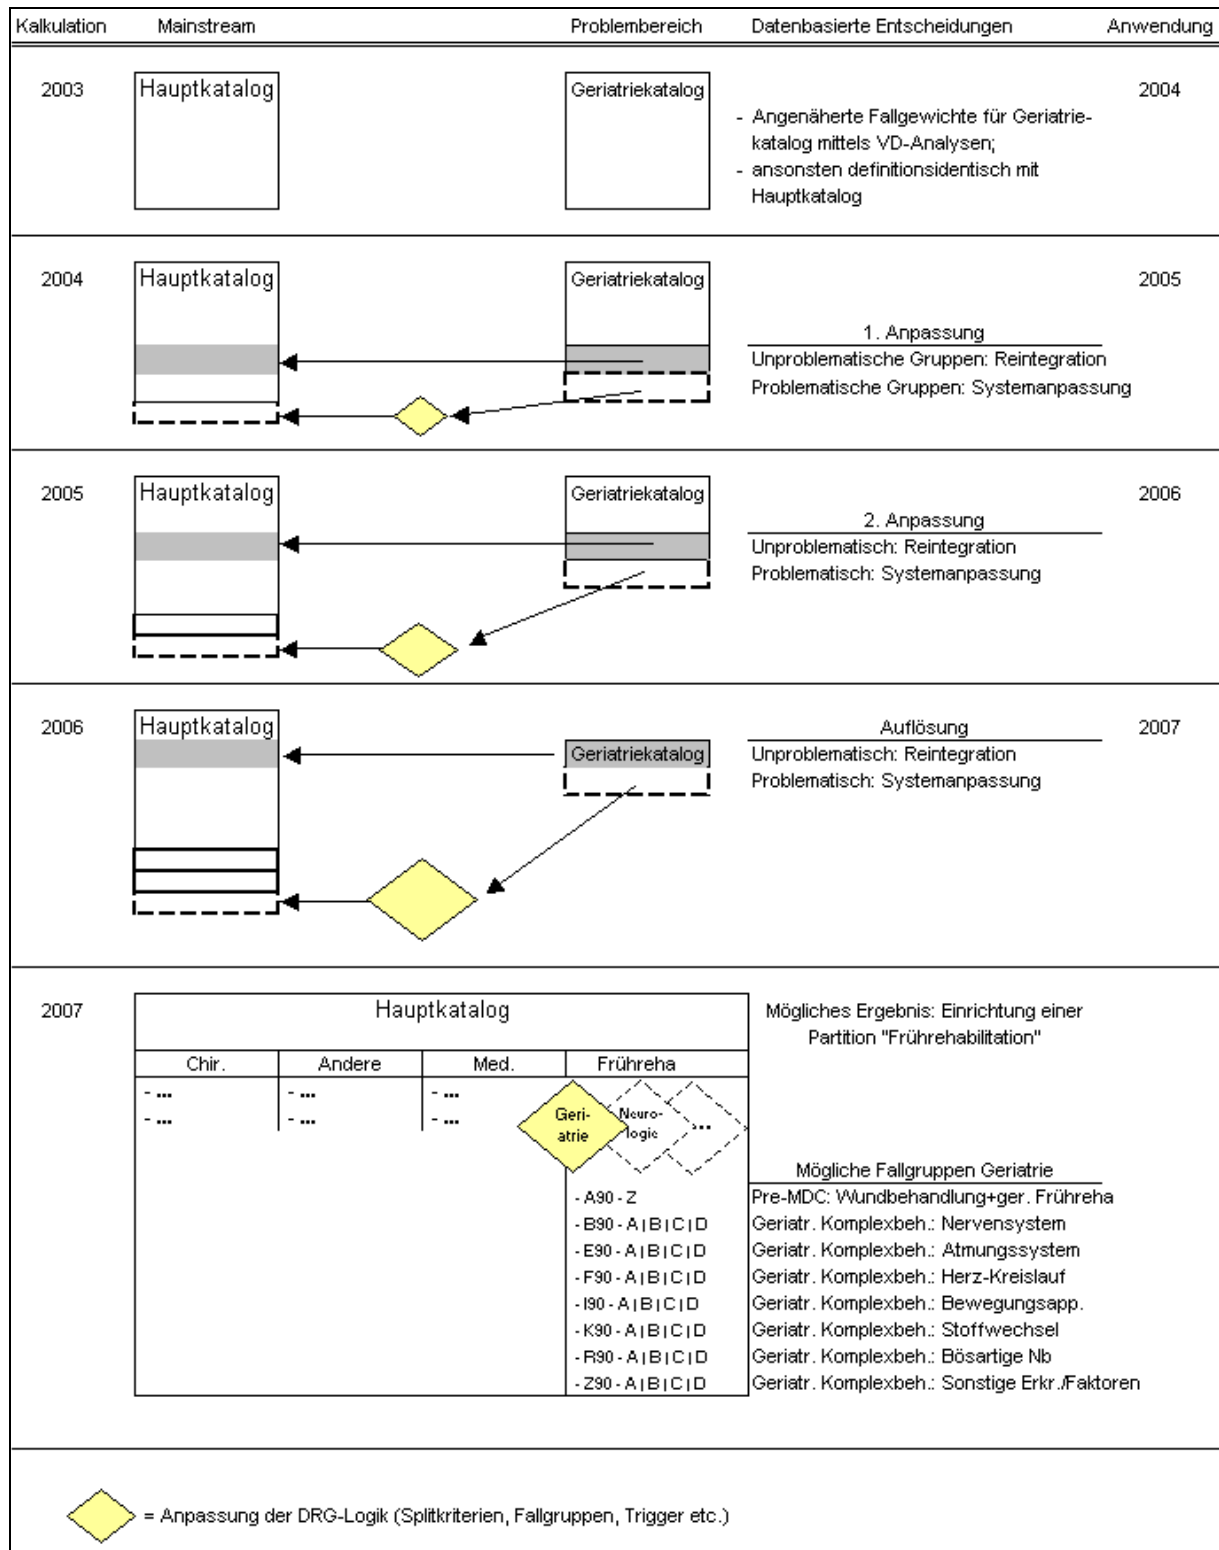 Kalkulation Mainstream Problembereich Datenbasierte Entscheidungen Anwendung
2003 Hauptkatalog Geriatriekatalog 2004
- Angenäherte Fallgewichte für Geriatrie-
katalog mittels VD-Analysen;
- ansonsten definitionsidentisch mit
Hauptkatalog
2004 Hauptkatalog Geriatriekatalog 2005
1. Anpassung
Unproblematische Gruppen: Reintegration
Problematische Gruppen: Systemanpassung
2005 Hauptkatalog Geriatriekatalog 2006
2. Anpassung
Unproblematisch: Reintegration
Problematisch: Systemanpassung
2006 Hauptkatalog Auflösung 2007
Geriatriekatalog Unproblematisch: Reintegration
Problematisch: Systemanpassung
2007 Hauptkatalog Mögliches Ergebnis: Einrichtung einer
Partition "Frührehabilitation"
Chir. Andere Med. Frühreha
- ... - ... - ...
- ... - ... - ...
Geri-
atrie
Neuro-
logie
...
Mögliche Fallgruppen Geriatrie
- A90 - Z Pre-MDC: Wundbehandlung+ger. Frühreha
- B90 - A | B | C | D Geriatr. Komplexbeh.: Nervensystem
- E90 - A | B | C | D Geriatr. Komplexbeh.: Atmungssystem
- F90 - A | B | C | D Geriatr. Komplexbeh.: Herz-Kreislauf
- I90 - A | B | C | D Geriatr. Komplexbeh.: Bewegungsapp.
- K90 - A | B | C | D Geriatr. Komplexbeh.: Stoffwechsel
- R90 - A | B | C | D Geriatr. Komplexbeh.: Bösartige Nb
- Z90 - A | B | C | D Geriatr. Komplexbeh.: Sonstige Erkr./Faktoren
= Anpassung der DRG-Logik (Splitkriterien, Fallgruppen, Trigger etc.)